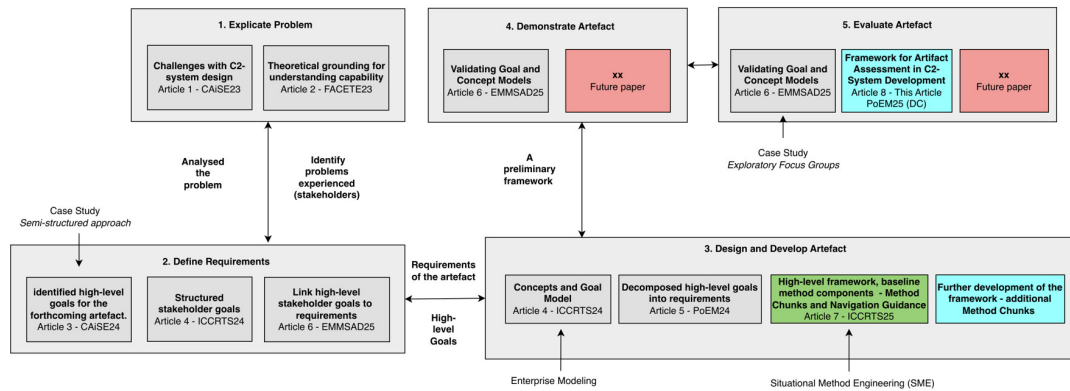 1. Explicate Problem
Challenges with C2-
system design
Article 1 - CAiSE23
Theoretical grounding for
understanding capability
Article 2 - FACETE23
4. Demonstrate Artefact
Validating Goal and
Concept Models
Article 6 - EMMSAD25
xx
Future paper
5. Evaluate Artefact
Validating Goal and
Concept Models
Article 6 - EMMSAD25
Framework for Artifact
Assessment in C2-
System Development
Article 8 - This Article
PoEM25 (DC)
xx
Future paper
Case Study
Exploratory Focus Groups
Analysed
the
problem
Identify
problems
experienced
(stakeholders)
A
preliminary
framework
Case Study
Semi-structured approach
2. Define Requirements
identified high-level
goals for the
forthcoming artefact.
Article 3 - CAiSE24
Structured
stakeholder goals
Article 4 - ICCRTS24
Link high-level
stakeholder goals to
requirements
Article 6 - EMMSAD25
Requirements
of the artefact
High-
level
Goals
3. Design and Develop Artefact
Concepts and Goal
Model
Article 4 - ICCRTS24
Decomposed high-level goals
into requirements
Article 5 - PoEM24
High-level framework, baseline
method components - Method
Chunks and Navigation Guidance
Article 7 - ICCRTS25
Further development of
the framework - additional
Method Chunks
Enterprise Modeling
Situational Method Engineering (SME)